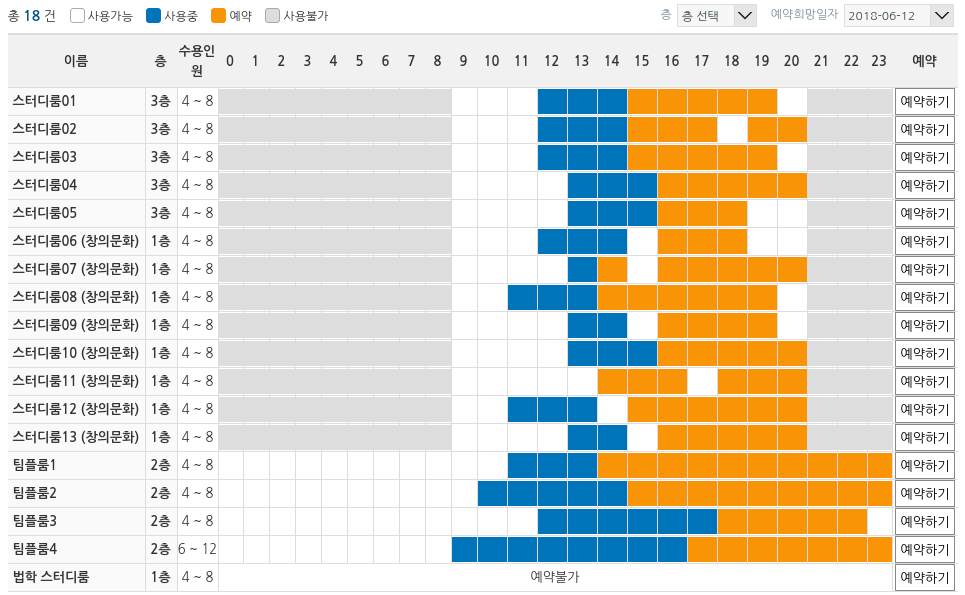 총 18 건 사용가능 사용중 예약 사용불가 층 층 선택 예약희망일자 2018-06-12
이름 층 수용인원 0 1 2 3 4 5 6 7 8 9 10 11 12 13 14 15 16 17 18 19 20 21 22 23 예약
스터디룸01 3층 4 ~ 8 예약하기
스터디룸02 3층 4 ~ 8 예약하기
스터디룸03 3층 4 ~ 8 예약하기
스터디룸04 3층 4 ~ 8 예약하기
스터디룸05 3층 4 ~ 8 예약하기
스터디룸06 (창의문화) 1층 4 ~ 8 예약하기
스터디룸07 (창의문화) 1층 4 ~ 8 예약하기
스터디룸08 (창의문화) 1층 4 ~ 8 예약하기
스터디룸09 (창의문화) 1층 4 ~ 8 예약하기
스터디룸10 (창의문화) 1층 4 ~ 8 예약하기
스터디룸11 (창의문화) 1층 4 ~ 8 예약하기
스터디룸12 (창의문화) 1층 4 ~ 8 예약하기
스터디룸13 (창의문화) 1층 4 ~ 8 예약하기
팀플룸1 2층 4 ~ 8 예약하기
팀플룸2 2층 4 ~ 8 예약하기
팀플룸3 2층 4 ~ 8 예약하기
팀플룸4 2층 6 ~ 12 예약하기
법학 스터디룸 1층 4 ~ 8 예약불가 예약하기